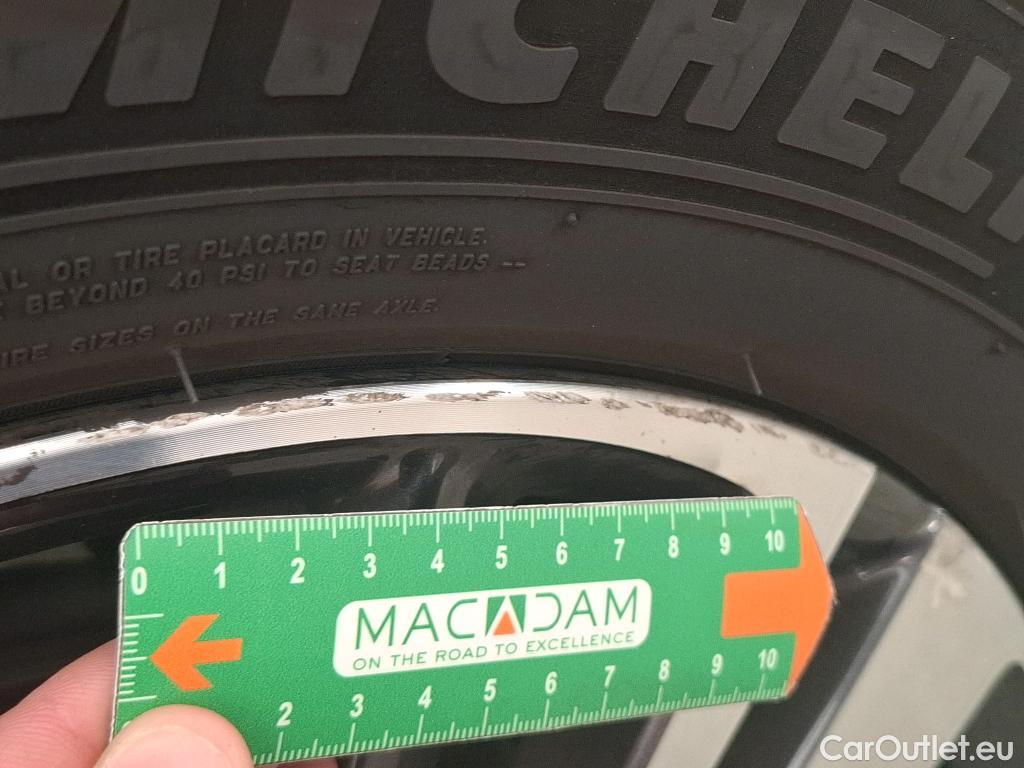 MICHELI
AL OR TIRE PLACARD IN VEHICLE.
BEYOND 40 PSI TO SEAT BEADS --
IRE SIZES ON THE SAME AXLE.
0 1 2 3 4 5 6 7 8 9 10
MACADAM
ON THE ROAD TO EXCELLENCE
2 3 4 5 6 7 8 9 10
CarOutlet.eu